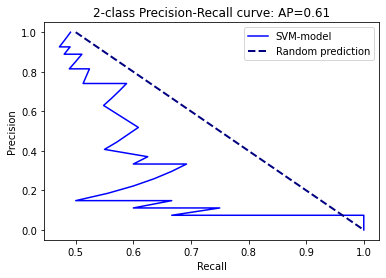 2-class Precision-Recall curve: AP=0.61
SVM-model
Random prediction
Precision
1.0
0.8
0.6
0.4
0.2
0.0
0.5
0.6
0.7
0.8
0.9
1.0
Recall